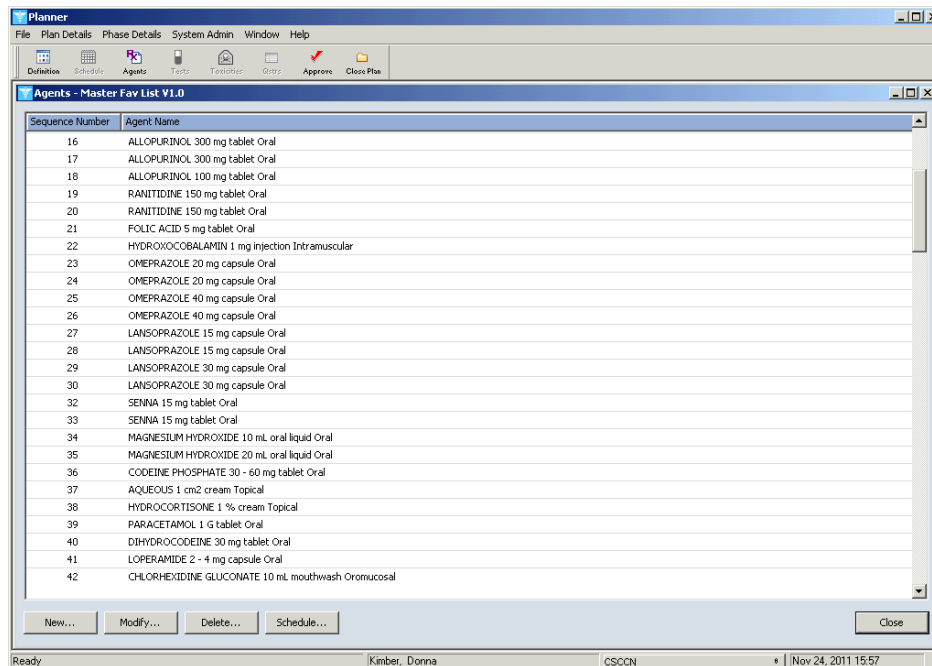 Planner
File Plan Details Phase Details System Admin Window Help
Definition Schedule Agents Tests Toxicities Qstrs Approve Close Plan
Agents - Master Fav List V1.0
Sequence Number Agent Name
16 ALLOPURINOL 300 mg tablet Oral
17 ALLOPURINOL 300 mg tablet Oral
18 ALLOPURINOL 100 mg tablet Oral
19 RANITIDINE 150 mg tablet Oral
20 RANITIDINE 150 mg tablet Oral
21 FOLIC ACID 5 mg tablet Oral
22 HYDROXOCOBALAMIN 1 mg injection Intramuscular
23 OMEPRAZOLE 20 mg capsule Oral
24 OMEPRAZOLE 20 mg capsule Oral
25 OMEPRAZOLE 40 mg capsule Oral
26 OMEPRAZOLE 40 mg capsule Oral
27 LANSOPRAZOLE 15 mg capsule Oral
28 LANSOPRAZOLE 15 mg capsule Oral
29 LANSOPRAZOLE 30 mg capsule Oral
30 LANSOPRAZOLE 30 mg capsule Oral
32 SENNA 15 mg tablet Oral
33 SENNA 15 mg tablet Oral
34 MAGNESIUM HYDROXIDE 10 mL oral liquid Oral
35 MAGNESIUM HYDROXIDE 20 mL oral liquid Oral
36 CODEINE PHOSPHATE 30 - 60 mg tablet Oral
37 AQUEOUS 1 cm2 cream Topical
38 HYDROCORTISONE 1 % cream Topical
39 PARACETAMOL 1 G tablet Oral
40 DIHYDROCODEINE 30 mg tablet Oral
41 LOPERAMIDE 2 - 4 mg capsule Oral
42 CHLORHEXIDINE GLUCONATE 10 mL mouthwash Oromucosal
New... Modify... Delete... Schedule... Close
Ready Kimber, Donna CSCCN Nov 24, 2011 15:57